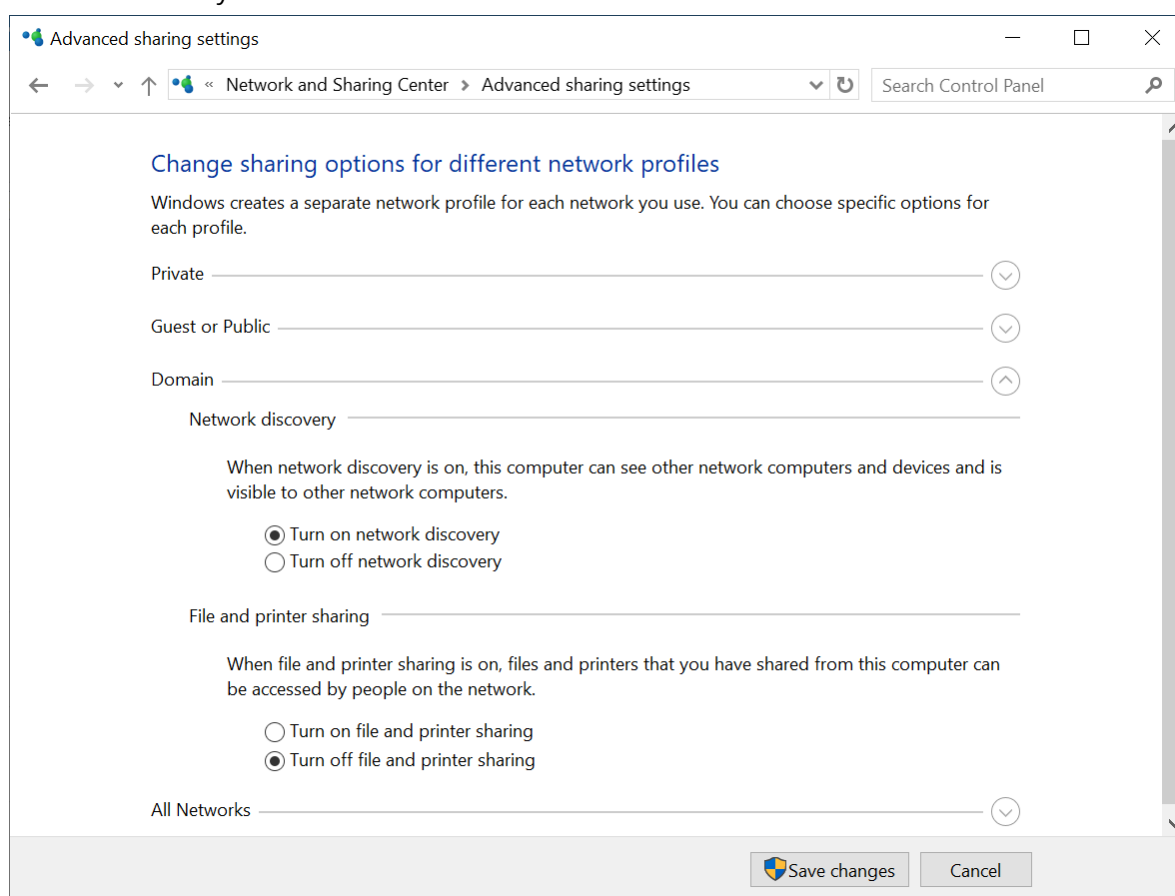 Advanced sharing settings
« Network and Sharing Center > Advanced sharing settings
Search Control Panel
Change sharing options for different network profiles
Windows creates a separate network profile for each network you use. You can choose specific options for
each profile.
Private
Guest or Public
Domain
Network discovery
When network discovery is on, this computer can see other network computers and devices and is
visible to other network computers.
Turn on network discovery
Turn off network discovery
File and printer sharing
When file and printer sharing is on, files and printers that you have shared from this computer can
be accessed by people on the network.
Turn on file and printer sharing
Turn off file and printer sharing
All Networks
Save changes
Cancel